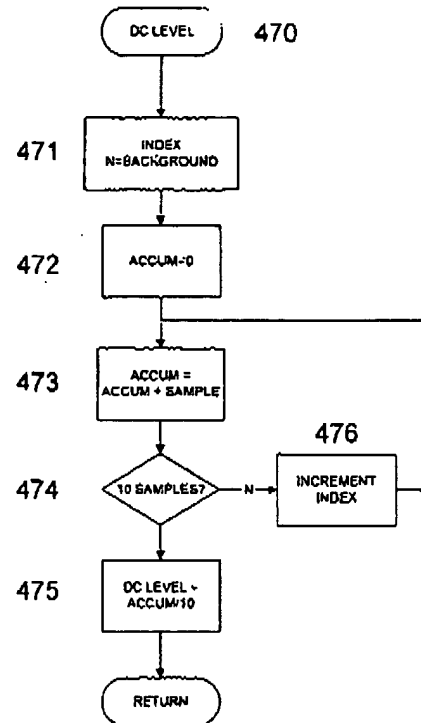 DC LEVEL
470
471
INDEX
N=BACKGROUND
472
ACCUM=0
473
ACCUM =
ACCUM + SAMPLE
476
474
10 SAMPLES?
N
INCREMENT
INDEX
475
DC LEVEL =
ACCUM/10
RETURN